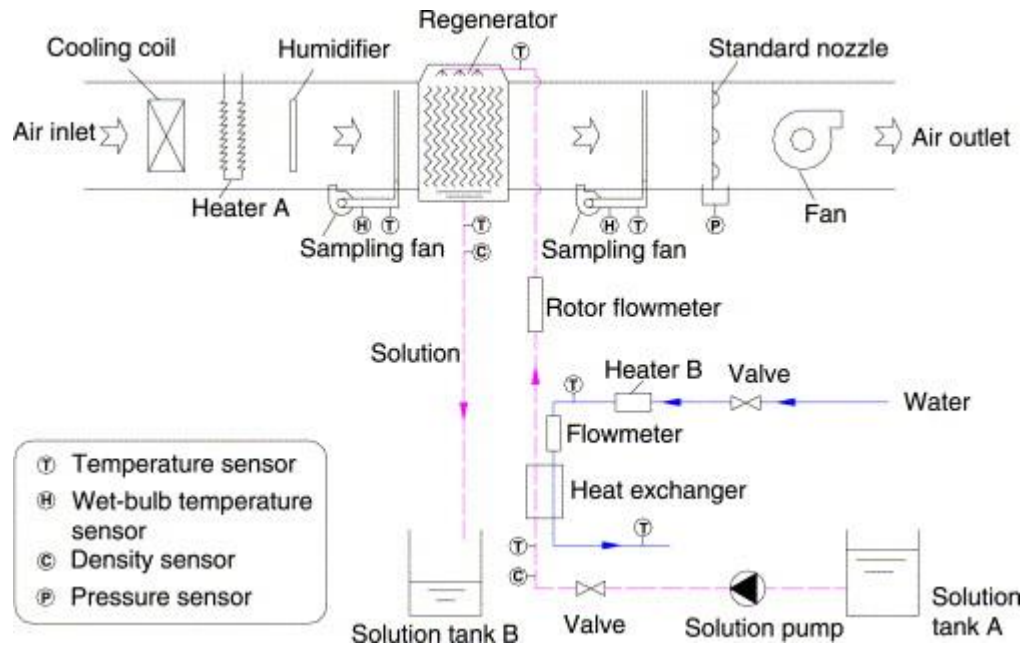 Regenerator
Cooling coil
Humidifier
T
Standard nozzle
Air inlet
Air outlet
Heater A
H T
Sampling fan
T
C
H T
Sampling fan
P
Fan
Rotor flowmeter
Solution
Heater B
Valve
T
Water
Flowmeter
Heat exchanger
T
T
C
Valve
Solution pump
Solution
tank A
Solution tank B
T Temperature sensor
H Wet-bulb temperature
sensor
C Density sensor
P Pressure sensor